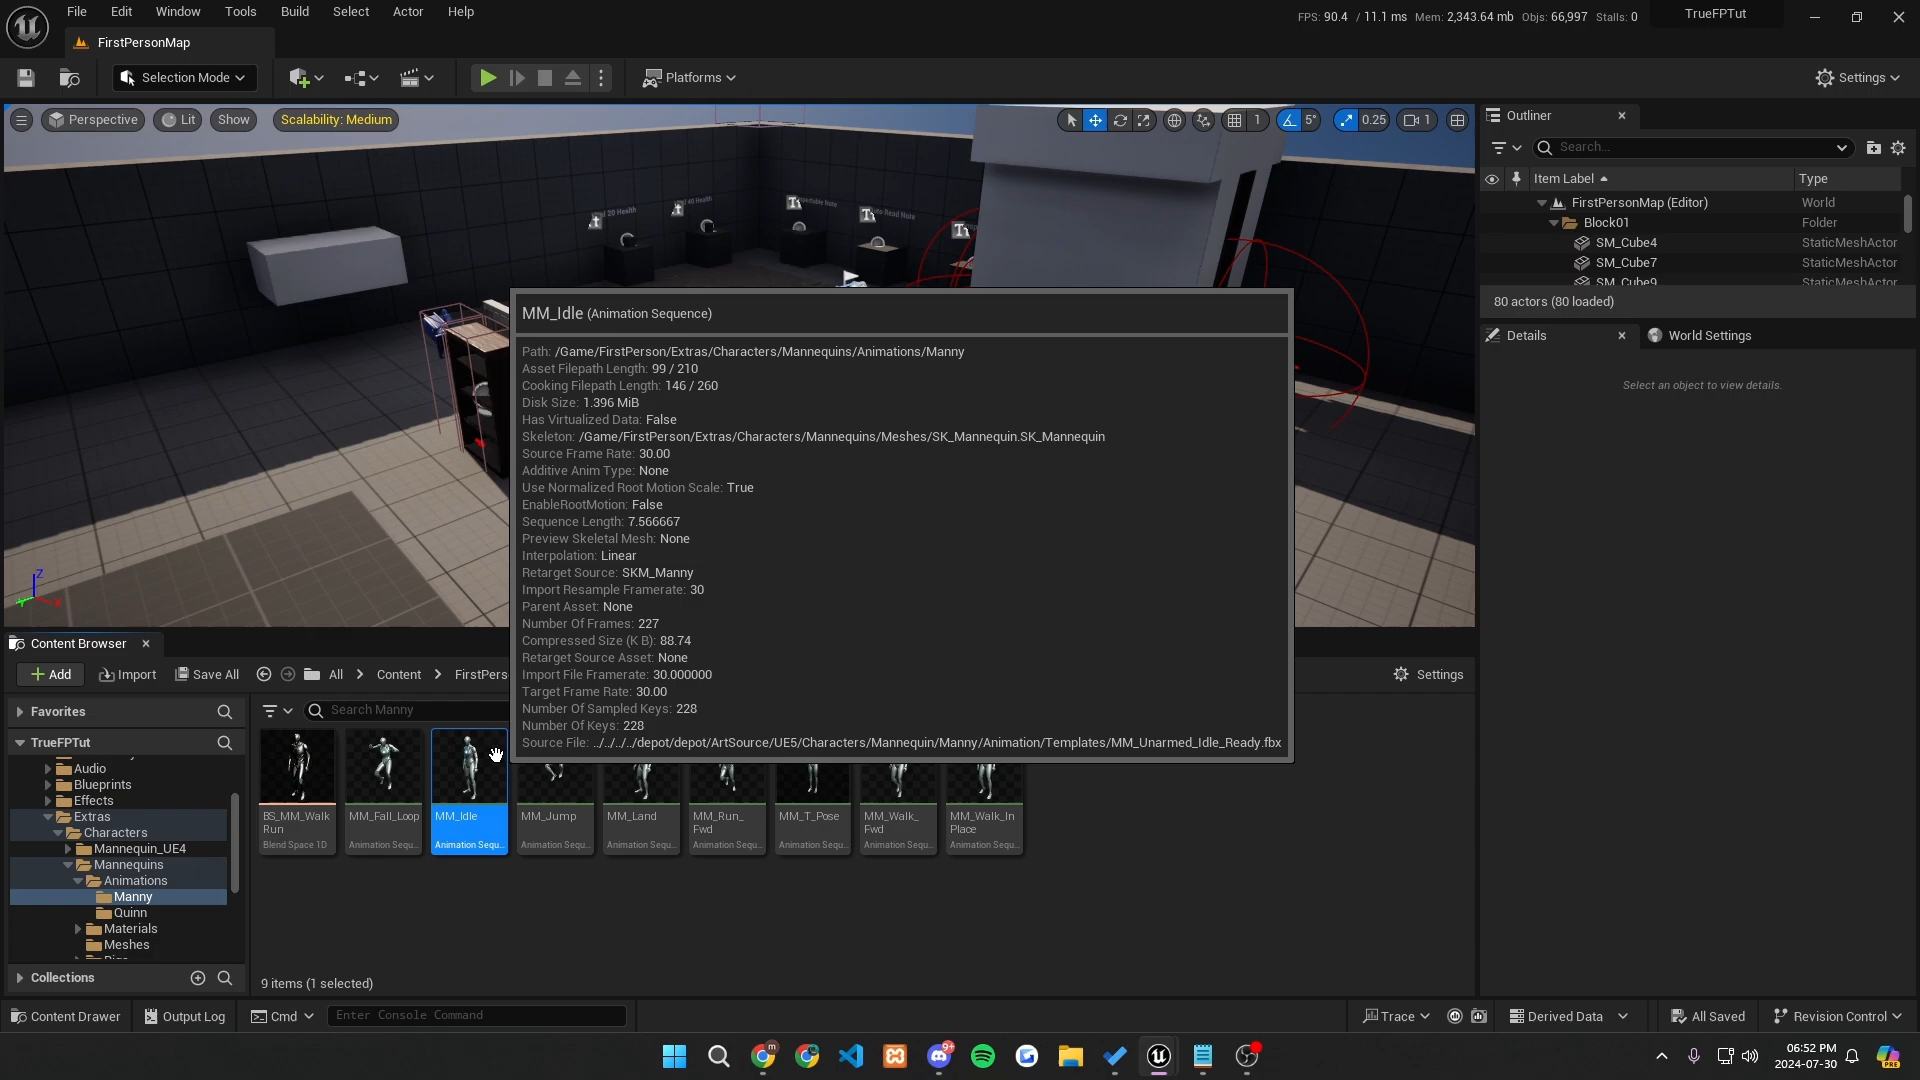 File Edit Window Tools Build Select Actor Help
FPS: 90.4 / 11.1 ms Mem: 2,343.64 mb Objs: 66,997 Stalls: 0
TrueFPTut
FirstPersonMap
Selection Mode
Platforms
Settings
Perspective
Lit
Show
Scalability: Medium
1
5°
0.25
1
Outliner
Search...
Item Label
Type
FirstPersonMap (Editor)
World
Block01
Folder
SM_Cube4
StaticMeshActor
SM_Cube7
StaticMeshActor
SM_Cube9
StaticMeshActor
80 actors (80 loaded)
Details
World Settings
Select an object to view details.
MM_Idle (Animation Sequence)
Path: /Game/FirstPerson/Extras/Characters/Mannequins/Animations/Manny
Asset Filepath Length: 99 / 210
Cooking Filepath Length: 146 / 260
Disk Size: 1.396 MiB
Has Virtualized Data: False
Skeleton: /Game/FirstPerson/Extras/Characters/Mannequins/Meshes/SK_Mannequin.SK_Mannequin
Source Frame Rate: 30.00
Additive Anim Type: None
Use Normalized Root Motion Scale: True
EnableRootMotion: False
Sequence Length: 7.566667
Preview Skeletal Mesh: None
Interpolation: Linear
Retarget Source: SKM_Manny
Import Resample Framerate: 30
Parent Asset: None
Number Of Frames: 227
Compressed Size (K B): 88.74
Retarget Source Asset: None
Import File Framerate: 30.000000
Target Frame Rate: 30.00
Number Of Sampled Keys: 228
Number Of Keys: 228
Source File: ../../../../depot/depot/ArtSource/UE5/Characters/Mannequin/Manny/Animation/Templates/MM_Unarmed_Idle_Ready.fbx
Content Browser
Add
Import
Save All
All
Content
FirstPers
Settings
Favorites
Search Manny
TrueFPTut
Audio
Blueprints
Effects
Extras
Characters
Mannequin_UE4
Mannequins
Animations
Manny
Quinn
Materials
Meshes
Collections
BS_MM_Walk
Run
Blend Space 1D
MM_Fall_Loop
Animation Sequ...
MM_Idle
Animation Sequ...
MM_Jump
Animation Sequ...
MM_Land
Animation Sequ...
MM_Run_
Fwd
Animation Sequ...
MM_T_Pose
Animation Sequ...
MM_Walk_
Fwd
Animation Sequ...
MM_Walk_In
Place
Animation Sequ...
9 items (1 selected)
Content Drawer
Output Log
Cmd
Enter Console Command
Trace
Derived Data
All Saved
Revision Control
06:52 PM
2024-07-30